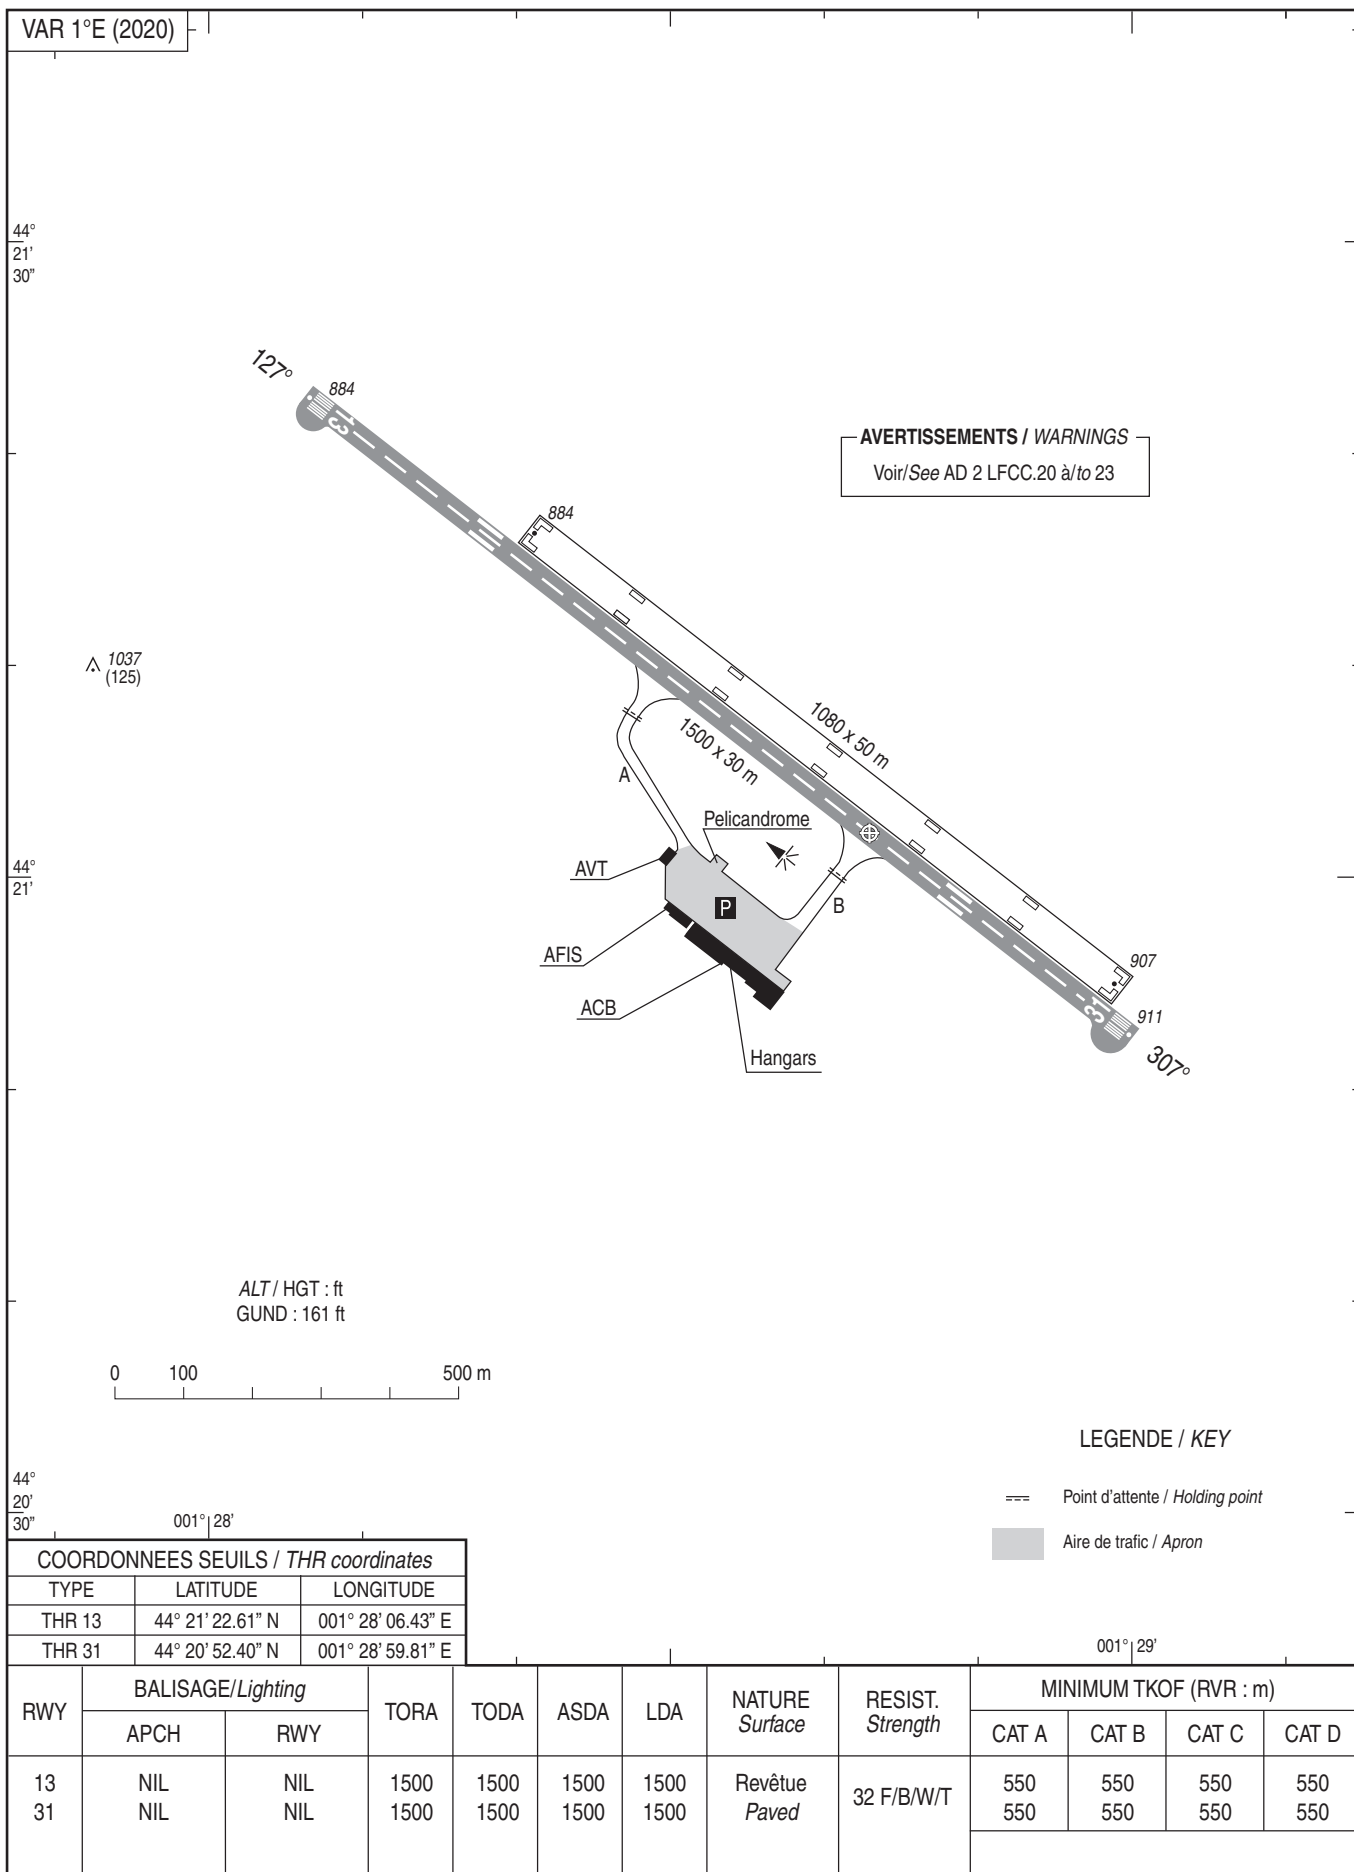 VAR 1°E (2020)
44°
21’
30”
127°
884
13
AVERTISSEMENTS / WARNINGS
Voir/See AD 2 LFCC.20 à/to 23
884
1037
(125)
1080 x 50 m
1500 x 30 m
A
Pelicandrome
AVT
44°
21’
P
B
AFIS
907
ACB
31
911
Hangars
307°
ALT / HGT : ft
GUND : 161 ft
0 100 500 m
LEGENDE / KEY
Point d'attente / Holding point
Aire de trafic / Apron
44°
20’
30”
001° 28’
001° 29’
COORDONNEES SEUILS / THR coordinates
TYPE LATITUDE LONGITUDE
THR 13 44° 21’ 22.61” N 001° 28’ 06.43” E
THR 31 44° 20’ 52.40” N 001° 28’ 59.81” E
RWY BALISAGE/Lighting TORA TODA ASDA LDA NATURE RESIST. MINIMUM TKOF (RVR : m)
APCH RWY Surface Strength CAT A CAT B CAT C CAT D
13 NIL NIL 1500 1500 1500 1500 Revêtue 32 F/B/W/T 550 550 550 550
31 NIL NIL 1500 1500 1500 1500 Paved 550 550 550 550